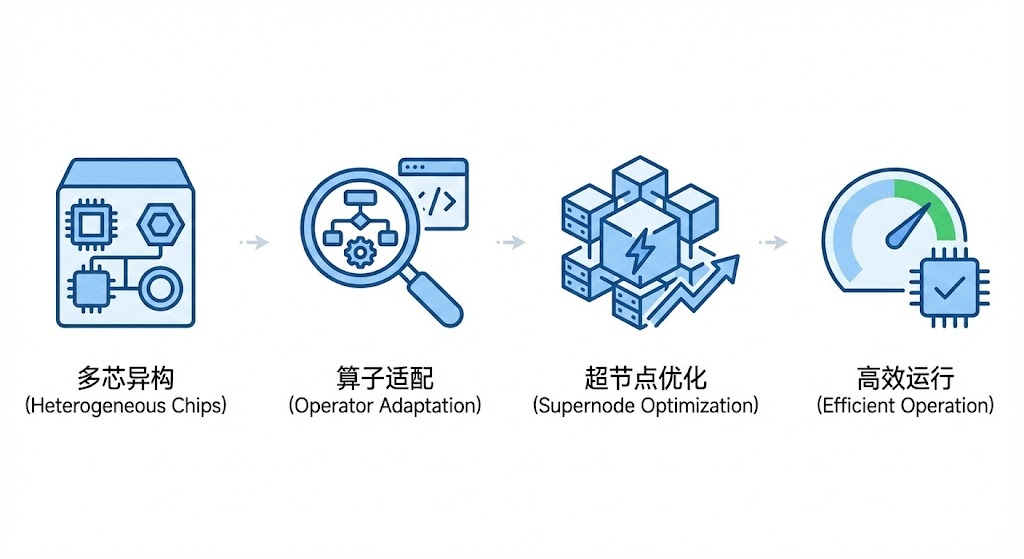 </>
多芯异构
(Heterogeneous Chips)
算子适配
(Operator Adaptation)
超节点优化
(Supernode Optimization)
高效运行
(Efficient Operation)